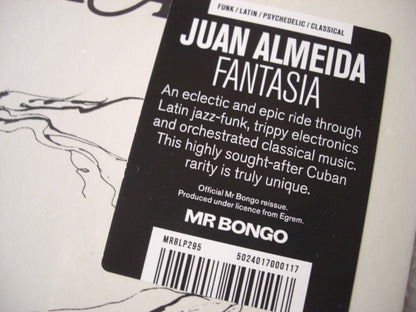 FUNK / LATIN / PSYCHEDELIC / CLASSICAL
JUAN ALMEIDA
FANTASIA
An eclectic and epic ride through
Latin jazz-funk, trippy electronics
and orchestrated classical music.
This highly sought-after Cuban
rarity is truly unique.
Official Mr Bongo reissue.
Produced under licence from Egrem.
MR BONGO
MRBLP295 5024017000117